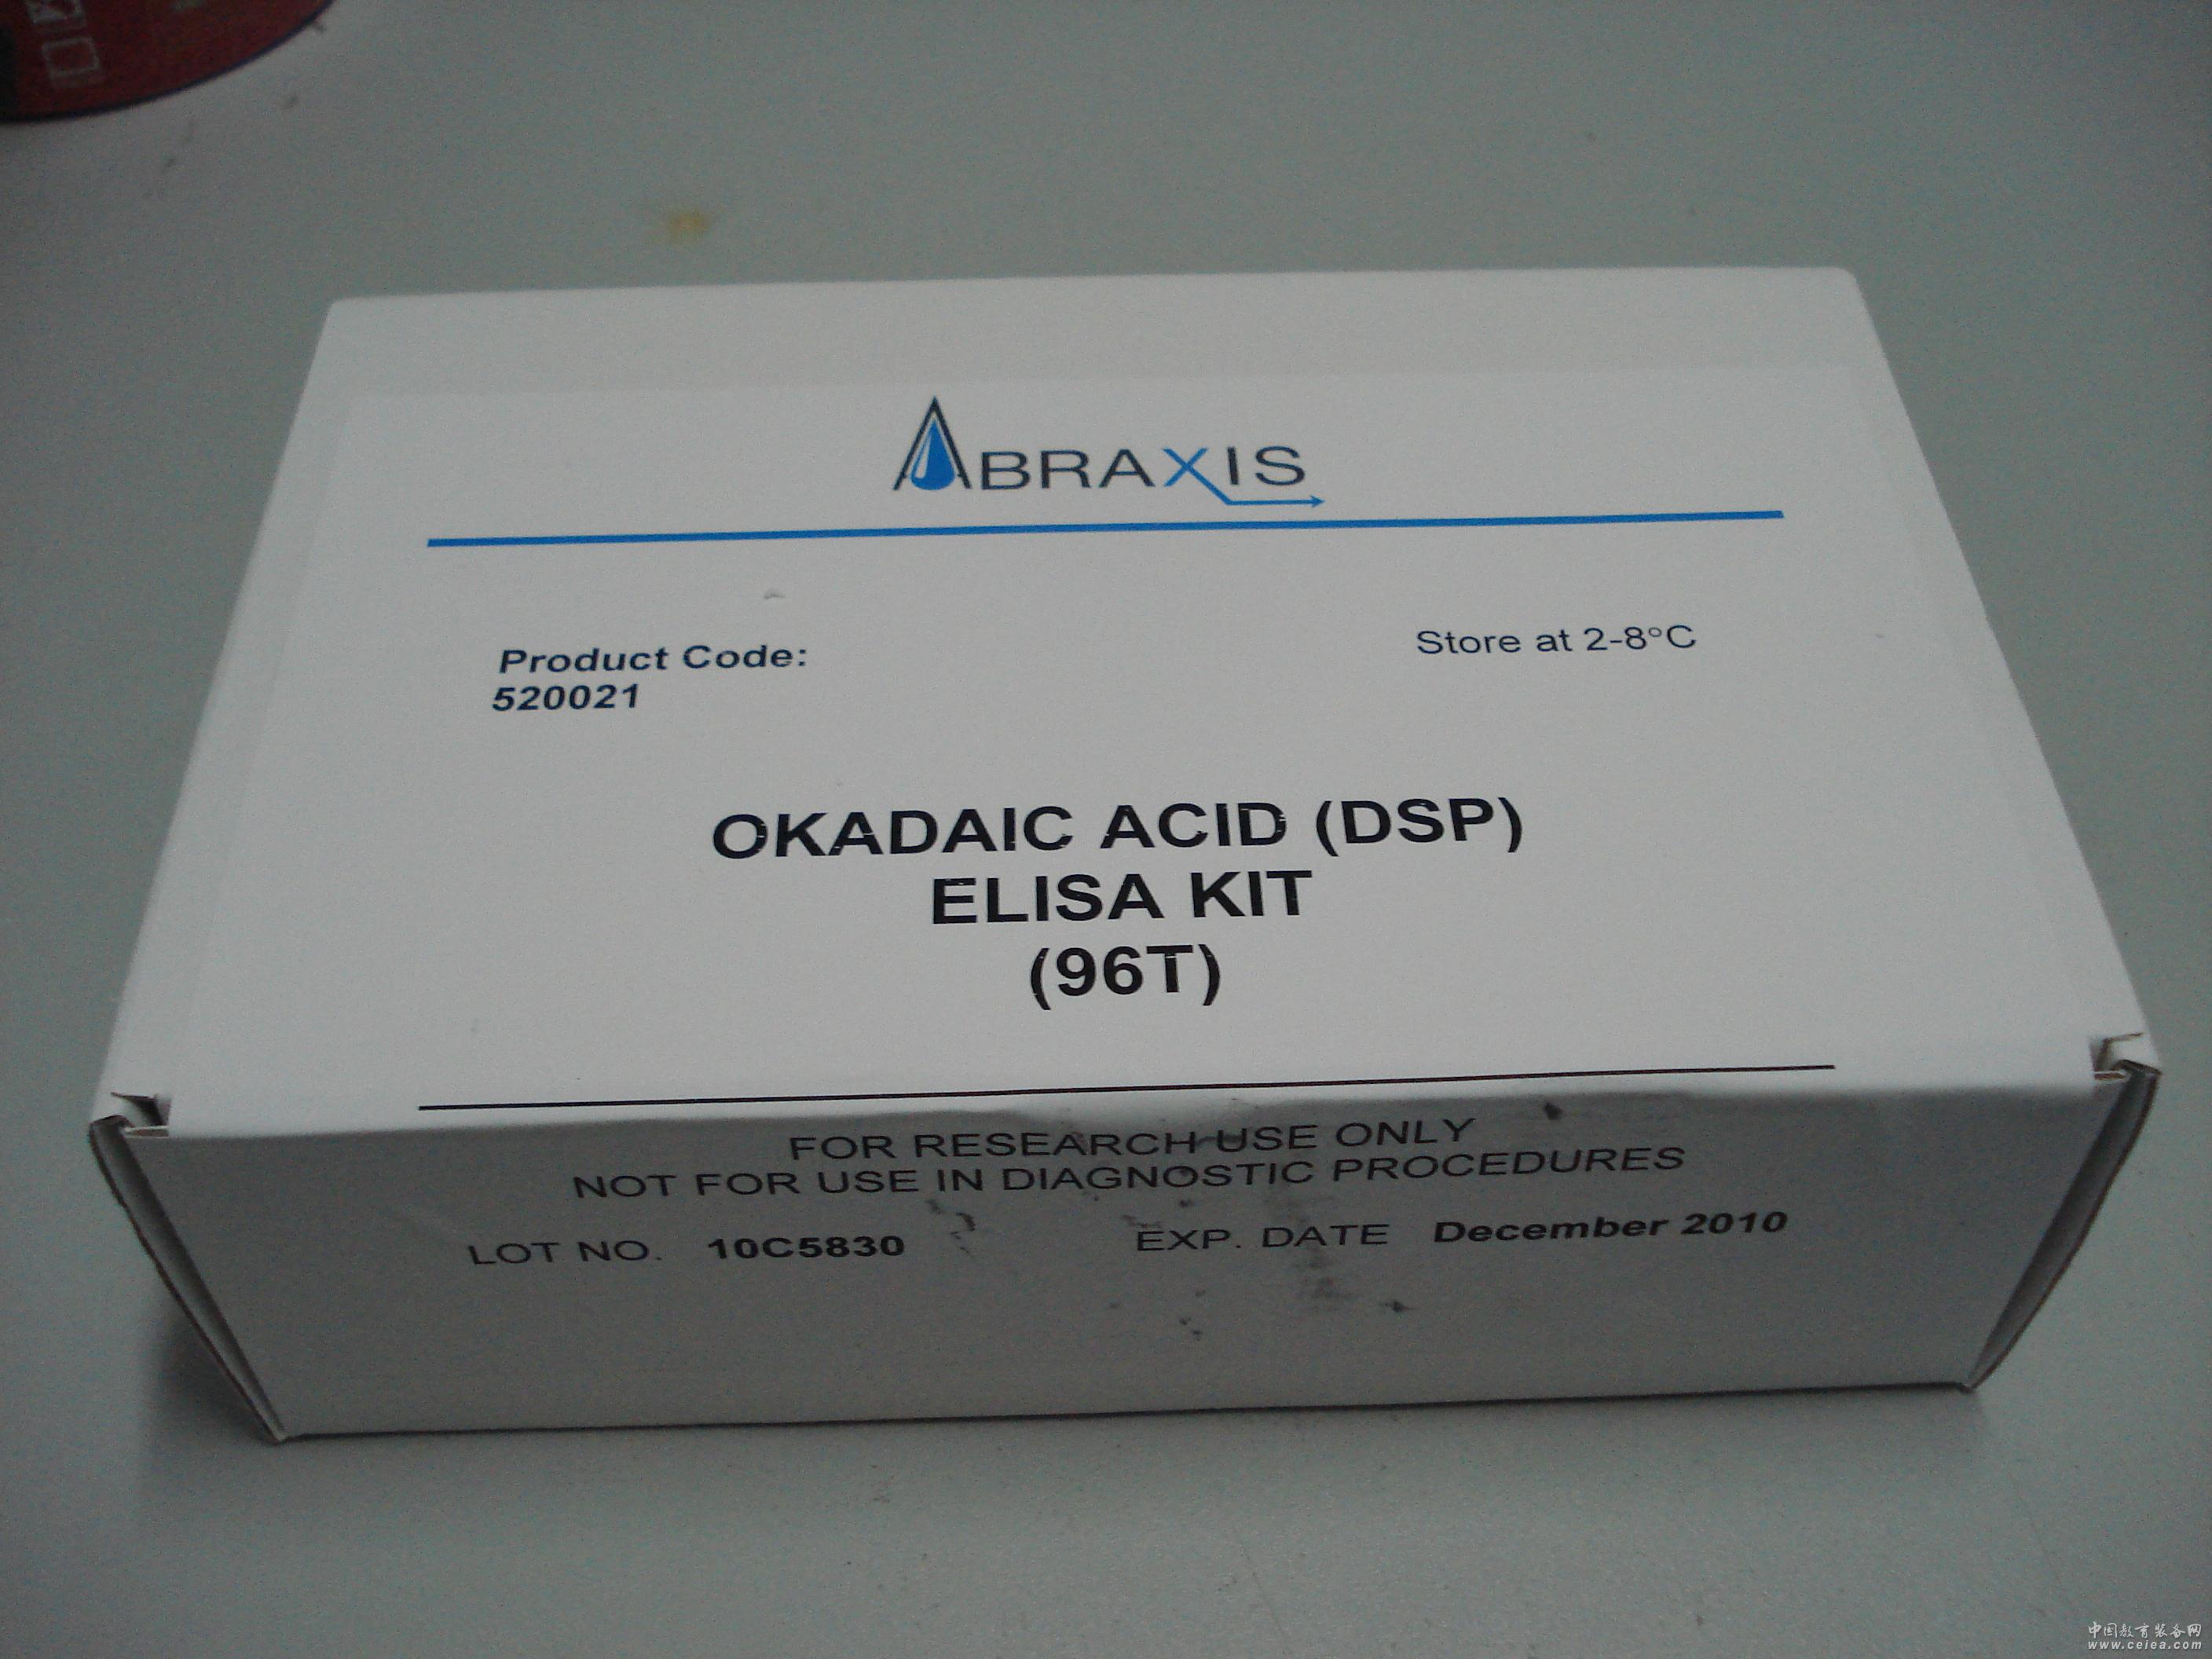 ABRAXIS
Product Code:
520021
Store at 2-8°C
OKADAIC ACID (DSP)
ELISA KIT
(96T)
FOR RESEARCH USE ONLY
NOT FOR USE IN DIAGNOSTIC PROCEDURES
LOT NO. 10C5830
EXP. DATE December 2010
中国教育装备网
www.ceiea.com